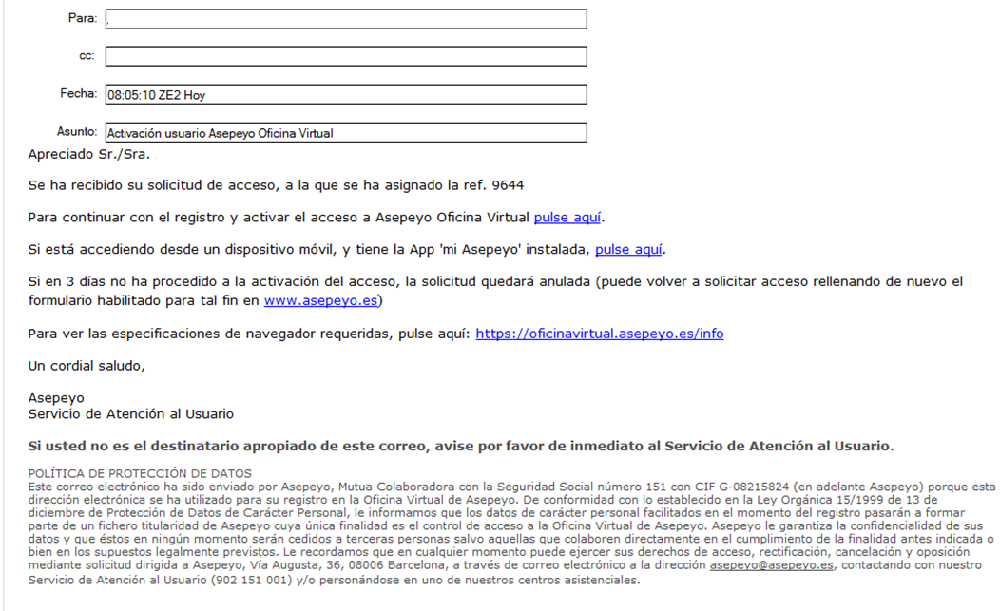 Para:
cc:
Fecha: 08:05:10 ZE2 Hoy
Asunto: Activación usuario Asepeyo Oficina Virtual
Apreciado Sr./Sra.
Se ha recibido su solicitud de acceso, a la que se ha asignado la ref. 9644
Para continuar con el registro y activar el acceso a Asepeyo Oficina Virtual pulse aquí.
Si está accediendo desde un dispositivo móvil, y tiene la App 'mi Asepeyo' instalada, pulse aquí.
Si en 3 días no ha procedido a la activación del acceso, la solicitud quedará anulada (puede volver a solicitar acceso rellenando de nuevo el
formulario habilitado para tal fin en www.asepeyo.es)
Para ver las especificaciones de navegador requeridas, pulse aquí: https://oficinavirtual.asepeyo.es/info
Un cordial saludo,
Asepeyo
Servicio de Atención al Usuario
Si usted no es el destinatario apropiado de este correo, avise por favor de inmediato al Servicio de Atención al Usuario.
POLÍTICA DE PROTECCIÓN DE DATOS
Este correo electrónico ha sido enviado por Asepeyo, Mutua Colaboradora con la Seguridad Social número 151 con CIF G-08215824 (en adelante Asepeyo) porque esta
dirección electrónica se ha utilizado para su registro en la Oficina Virtual de Asepeyo. De conformidad con lo establecido en la Ley Orgánica 15/1999 de 13 de
diciembre de Protección de Datos de Carácter Personal, le informamos que los datos de carácter personal facilitados en el momento del registro pasarán a formar
parte de un fichero titularidad de Asepeyo cuya única finalidad es el control de acceso a la Oficina Virtual de Asepeyo. Asepeyo le garantiza la confidencialidad de sus
datos y que éstos en ningún momento serán cedidos a terceras personas salvo aquellas que colaboren directamente en el cumplimiento de la finalidad antes indicada o
bien en los supuestos legalmente previstos. Le recordamos que en cualquier momento puede ejercer sus derechos de acceso, rectificación, cancelación y oposición
mediante solicitud dirigida a Asepeyo, Vía Augusta, 36, 08006 Barcelona, a través de correo electrónico a la dirección asepeyo@asepeyo.es, contactando con nuestro
Servicio de Atención al Usuario (902 151 001) y/o personándose en uno de nuestros centros asistenciales.